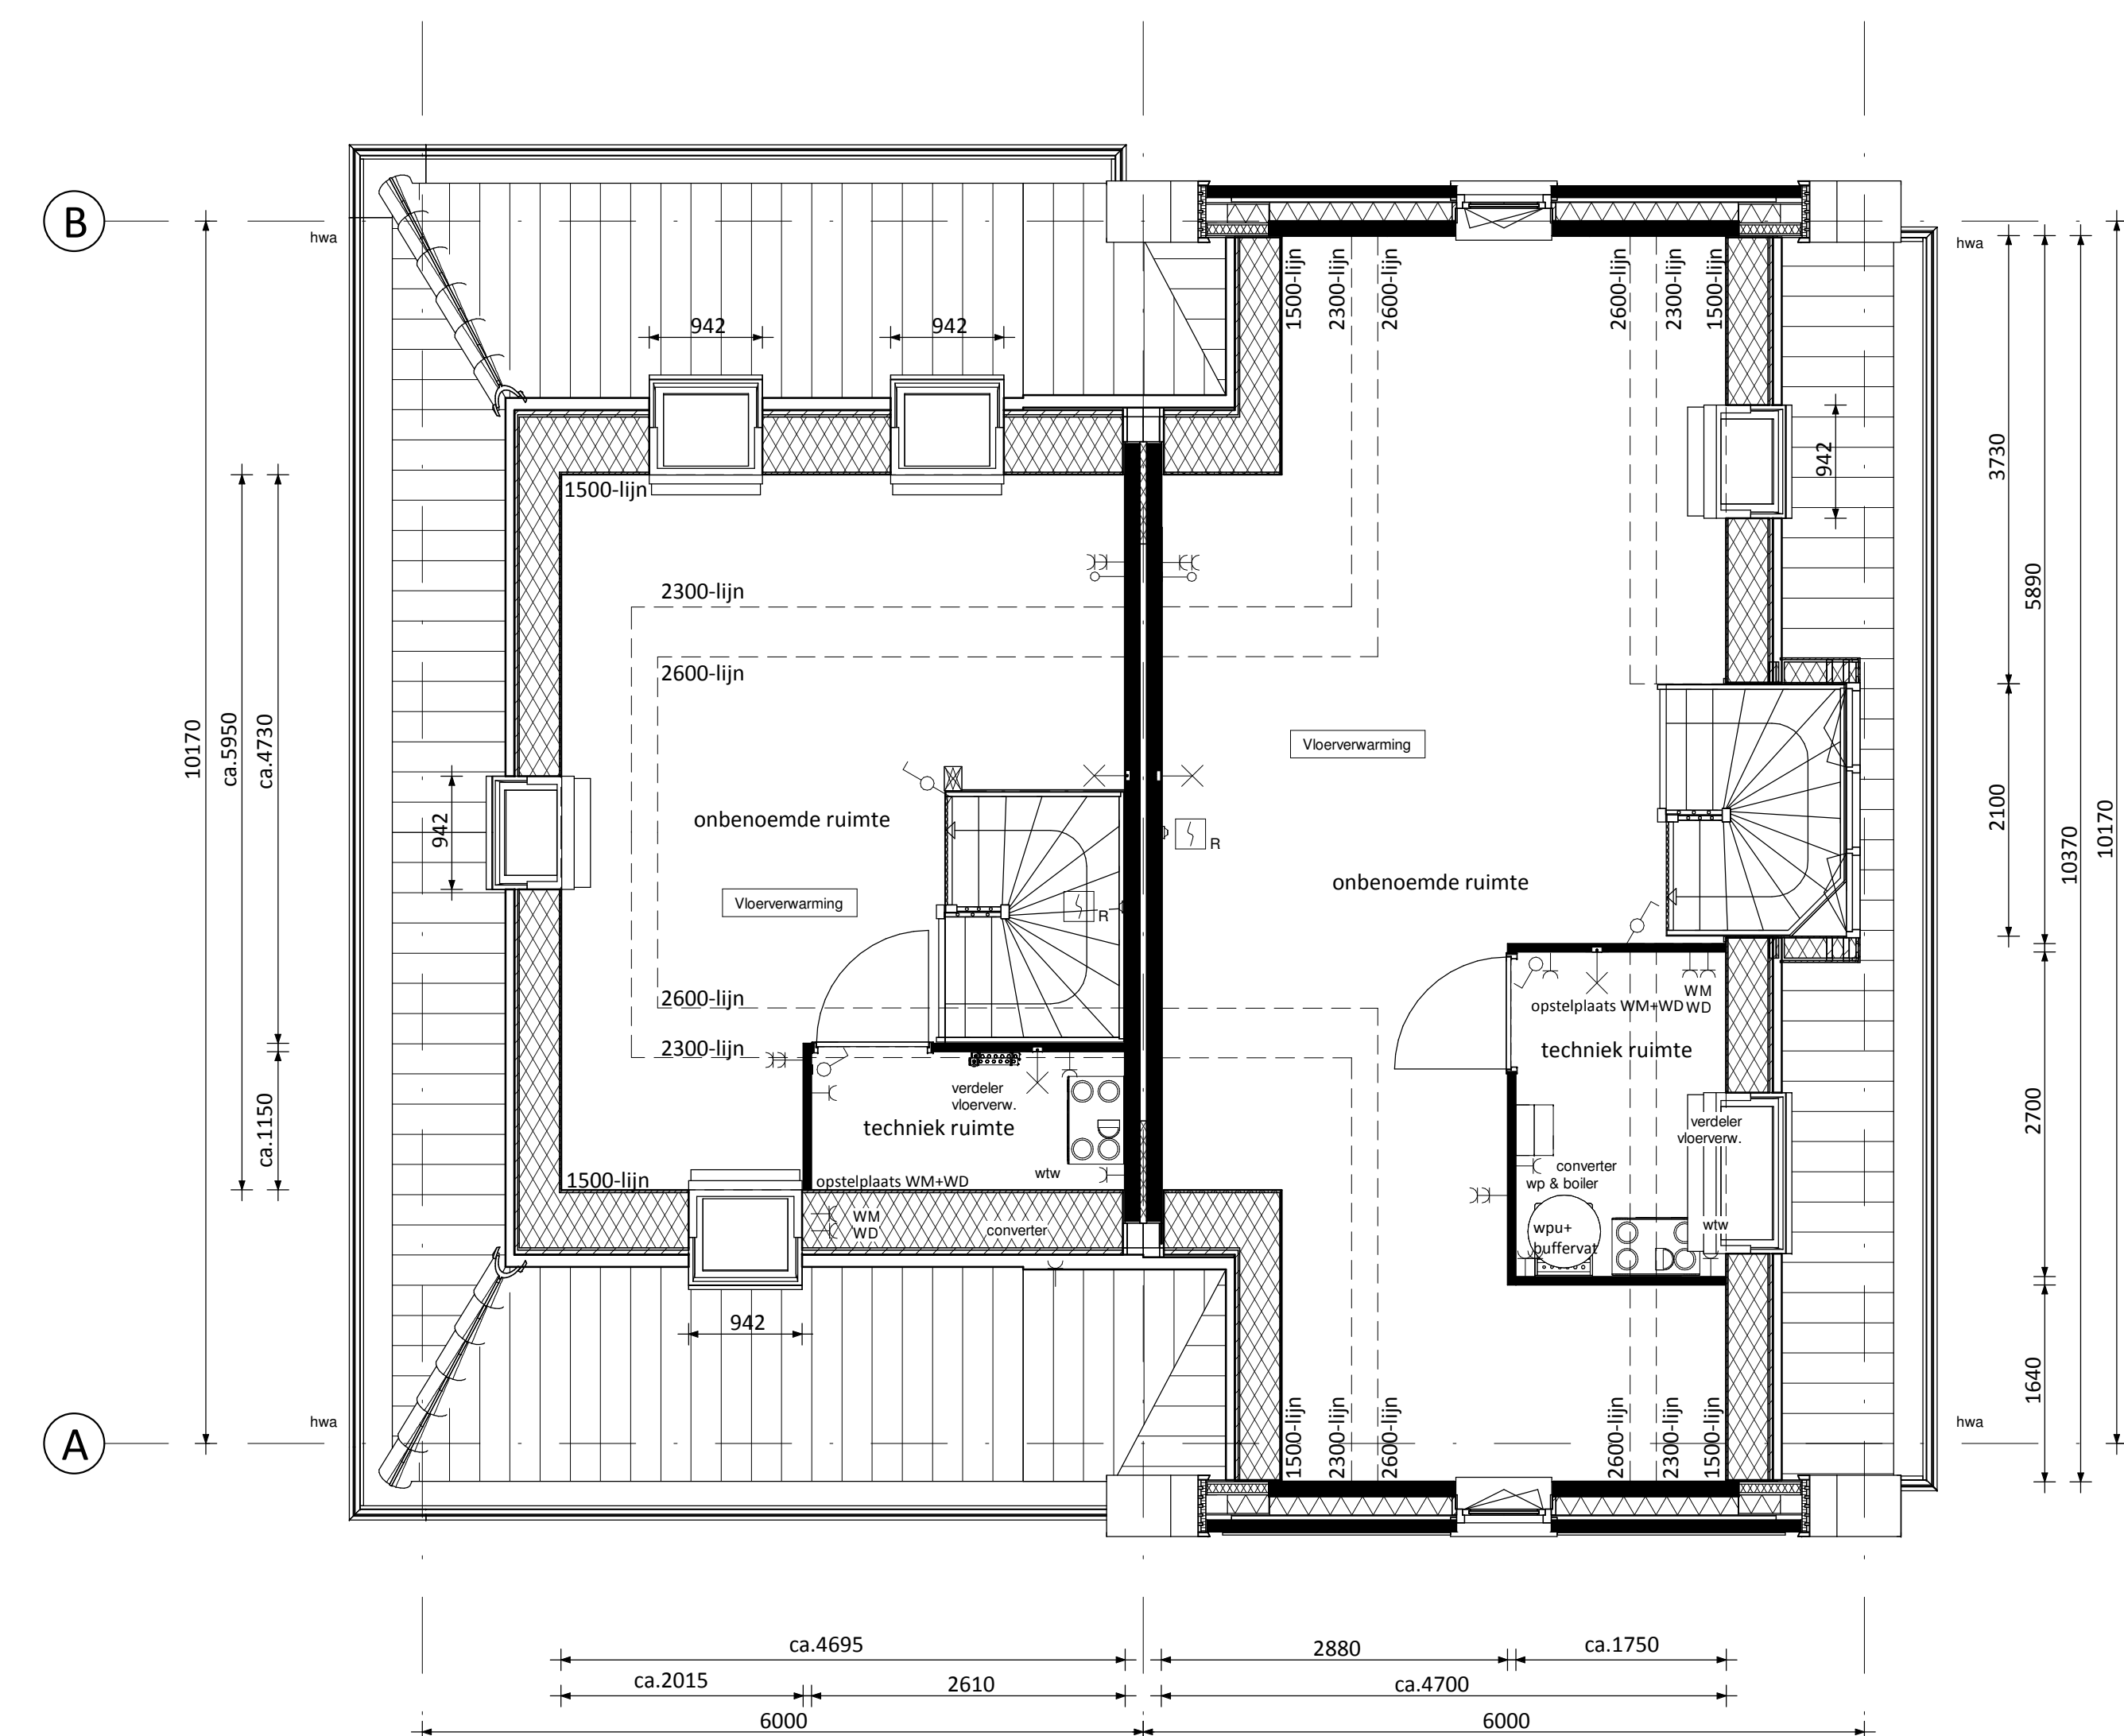 B
hwa
hwa
1500-lijn
2300-lijn
2600-lijn
2600-lijn
2300-lijn
1500-lijn
942
942
942
3730
1500-lijn
5890
2300-lijn
2600-lijn
10170
ca.5950
ca.4730
Vloerverwarming
942
onbenoemde ruimte
R
2100
10370
10170
onbenoemde ruimte
Vloerverwarming
R
2600-lijn
2300-lijn
WM
opstelplaats WM+WD
WD
techniek ruimte
verdeler
vloerverw.
techniek ruimte
ca.1150
2700
verdeler
vloerverw.
converter
wp & boiler
1500-lijn
opstelplaats WM+WD
wtw
WM
WD
converter
wpu+
buffervat
wtw
942
1640
1500-lijn
2300-lijn
2600-lijn
2600-lijn
2300-lijn
1500-lijn
hwa
hwa
A
ca.4695
2880
ca.1750
ca.2015
2610
ca.4700
6000
6000